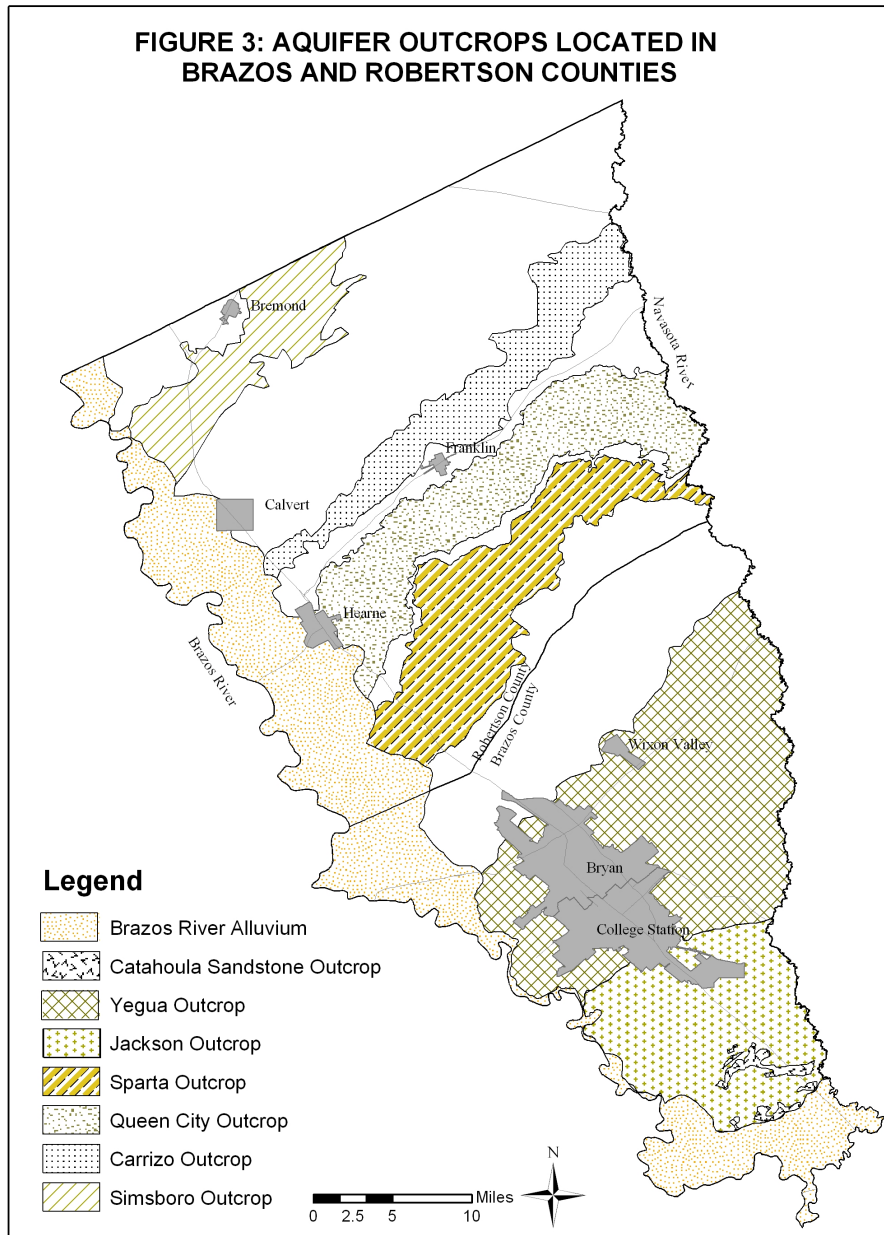 FIGURE 3: AQUIFER OUTCROPS LOCATED IN
BRAZOS AND ROBERTSON COUNTIES
Bremond
Navasota River
Franklin
Calvert
Hearne
Brazos River
Robertson County
Brazos County
Wixon Valley
Bryan
College Station
Legend
Brazos River Alluvium
Catahoula Sandstone Outcrop
Yegua Outcrop
Jackson Outcrop
Sparta Outcrop
Queen City Outcrop
Carrizo Outcrop
Simsboro Outcrop
N
Miles
0 2.5 5 10